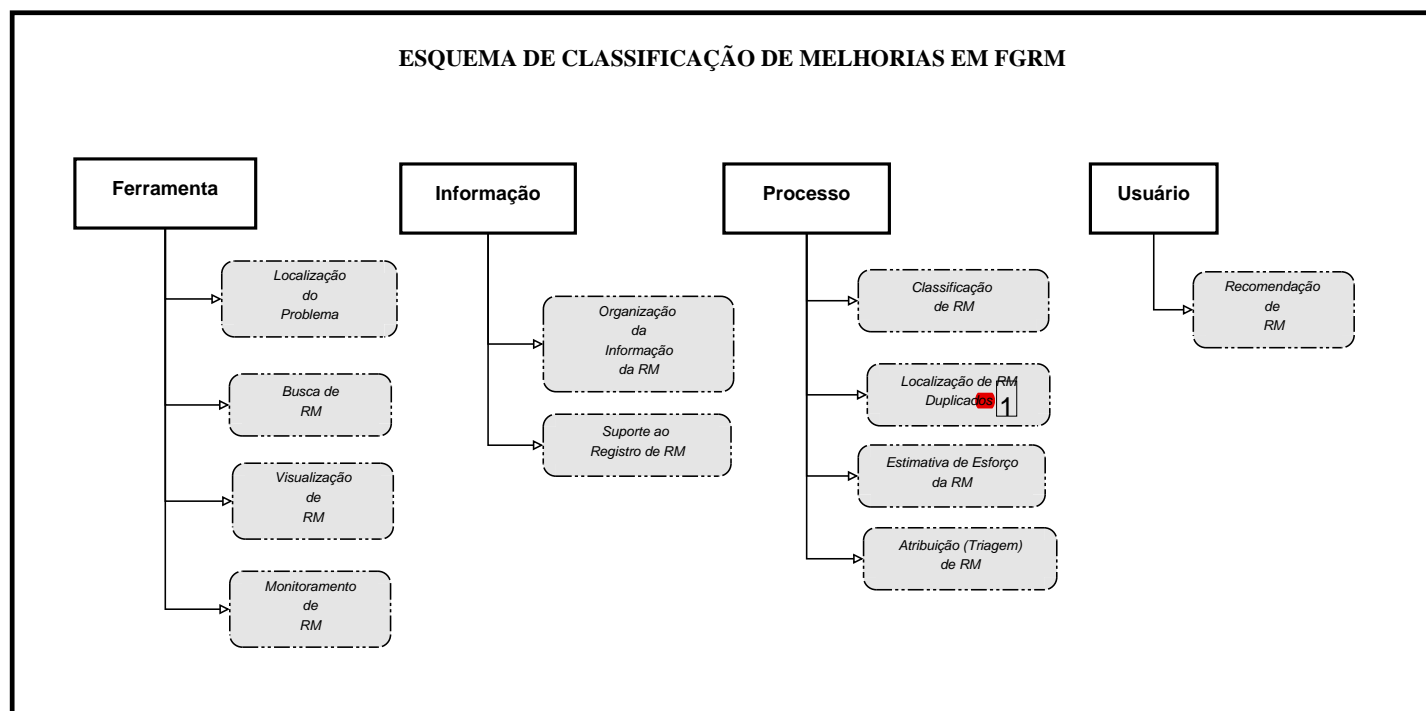 ESQUEMA DE CLASSIFICAÇÃO DE MELHORIAS EM FGRM
Ferramenta
Localização
do
Problema
Busca de
RM
Visualização
de
RM
Monitoramento
de
RM
Informação
Organização
da
Informação
da RM
Suporte ao
Registro de RM
Processo
Classificação
de RM
Localização de RM
Duplicados
1
Estimativa de Esforço
da RM
Atribuição (Triagem)
de RM
Usuário
Recomendação
de
RM